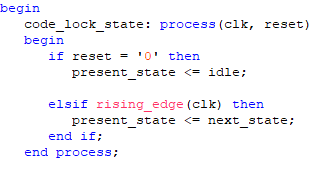 begin
code_lock_state: process(clk, reset)
begin
if reset = '0' then
present_state <= idle;
elsif rising_edge(clk) then
present_state <= next_state;
end if;
end process;